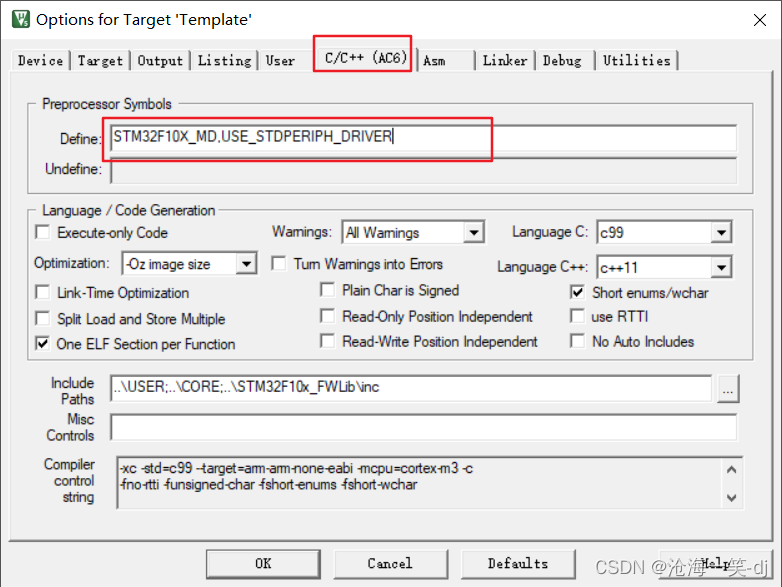 Options for Target 'Template'
Device Target Output Listing User C/C++ (AC6) Asm Linker Debug Utilities
Preprocessor Symbols
Define: STM32F10X_MD,USE_STDPERIPH_DRIVER
Undefine:
Language / Code Generation
Execute-only Code Warnings: All Warnings Language C: c99
Optimization: -Oz image size Turn Warnings into Errors Language C++: c++11
Link-Time Optimization Plain Char is Signed Short enums/wchar
Split Load and Store Multiple Read-Only Position Independent use RTTI
One ELF Section per Function Read-Write Position Independent No Auto Includes
Include
Paths
..\USER;..\CORE;..\STM32F10x_FWLib\inc
...
Misc
Controls
Compiler
control
string
-xc -std=c99 --target=arm-arm-none-eabi -mcpu=cortex-m3 -c
-fno-rtti -funsigned-char -fshort-enums -fshort-wchar
OK Cancel Defaults Help
CSDN @沧海一笑-dj